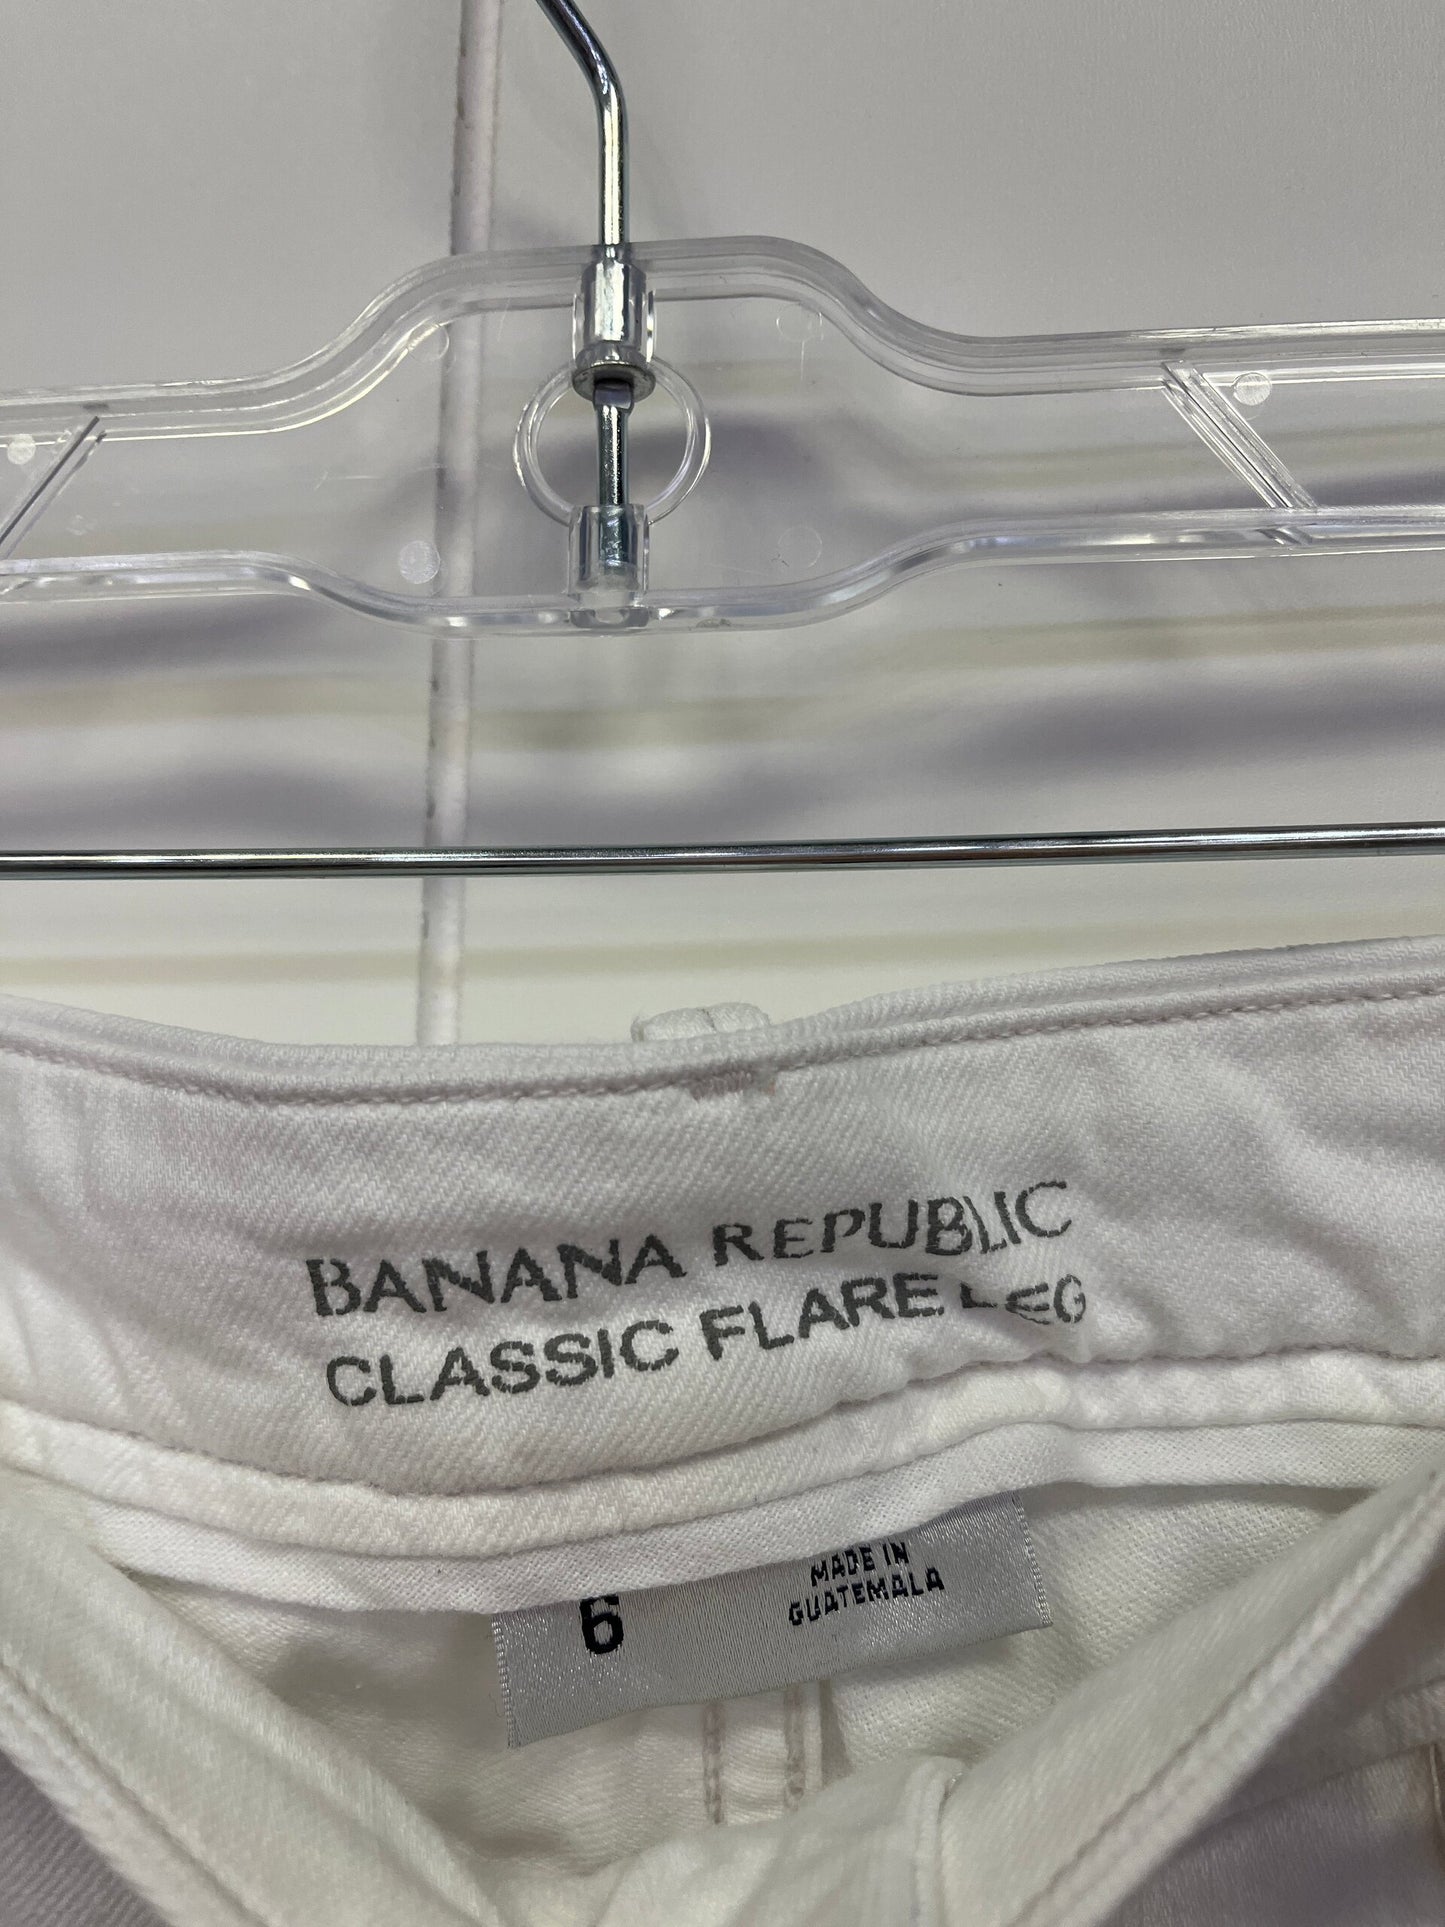 BANANA REPUBLIC
CLASSIC FLARE LEG
6
MADE IN
GUATEMALA